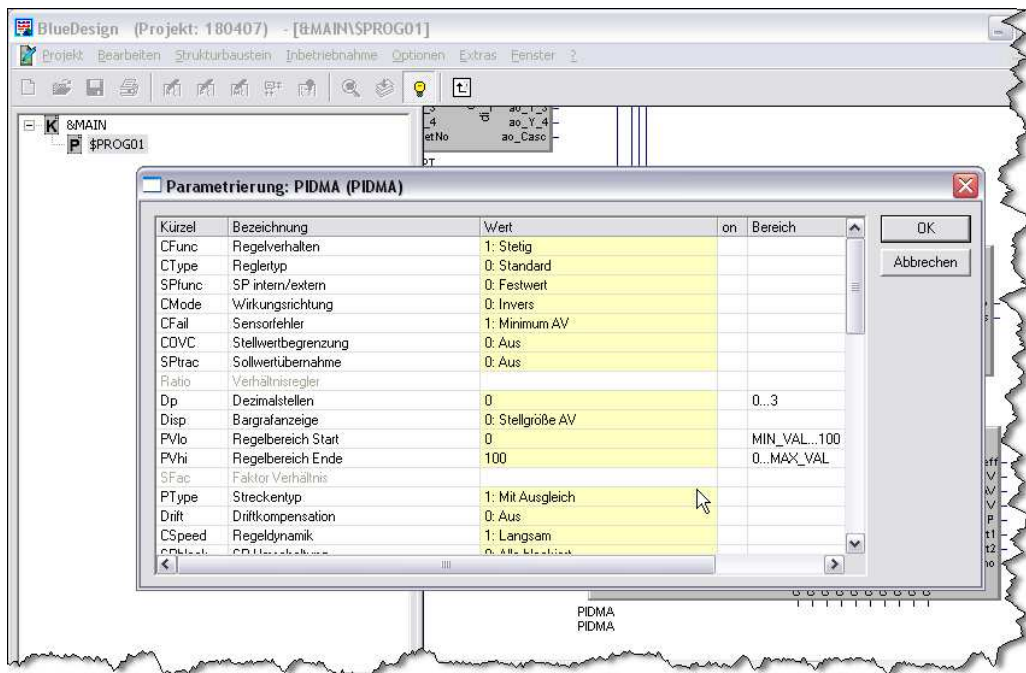 BlueDesign (Projekt: 180407) - [&MAIN\$PROG01]
Projekt Bearbeiten Strukturbaustein Inbetriebnahme Optionen Extras Fenster ?
&MAIN
$PROG01
ao_Y_4
etNo ao_Casc
Parametrierung: PIDMA (PIDMA)
Kürzel Bezeichnung Wert on Bereich
CFunc Regelverhalten 1: Stetig
CType Reglertyp 0: Standard
SPfunc SP intern/extern 0: Festwert
CMode Wirkungsrichtung 0: Invers
CFail Sensorfehler 1: Minimum AV
COVC Stellwertbegrenzung 0: Aus
SPtrac Sollwertübernahme 0: Aus
Ratio Verhältnisregler
Dp Dezimalstellen 0 0...3
Disp Bargrafanzeige 0: Stellgröße AV
PVlo Regelbereich Start 0 MIN_VAL...100
PVhi Regelbereich Ende 100 0...MAX_VAL
SFac Faktor Verhältnis
PType Streckentyp 1: Mit Ausgleich
Drift Driftkompensation 0: Aus
CSpeed Regeldynamik 1: Langsam
OK
Abbrechen
PIDMA
PIDMA